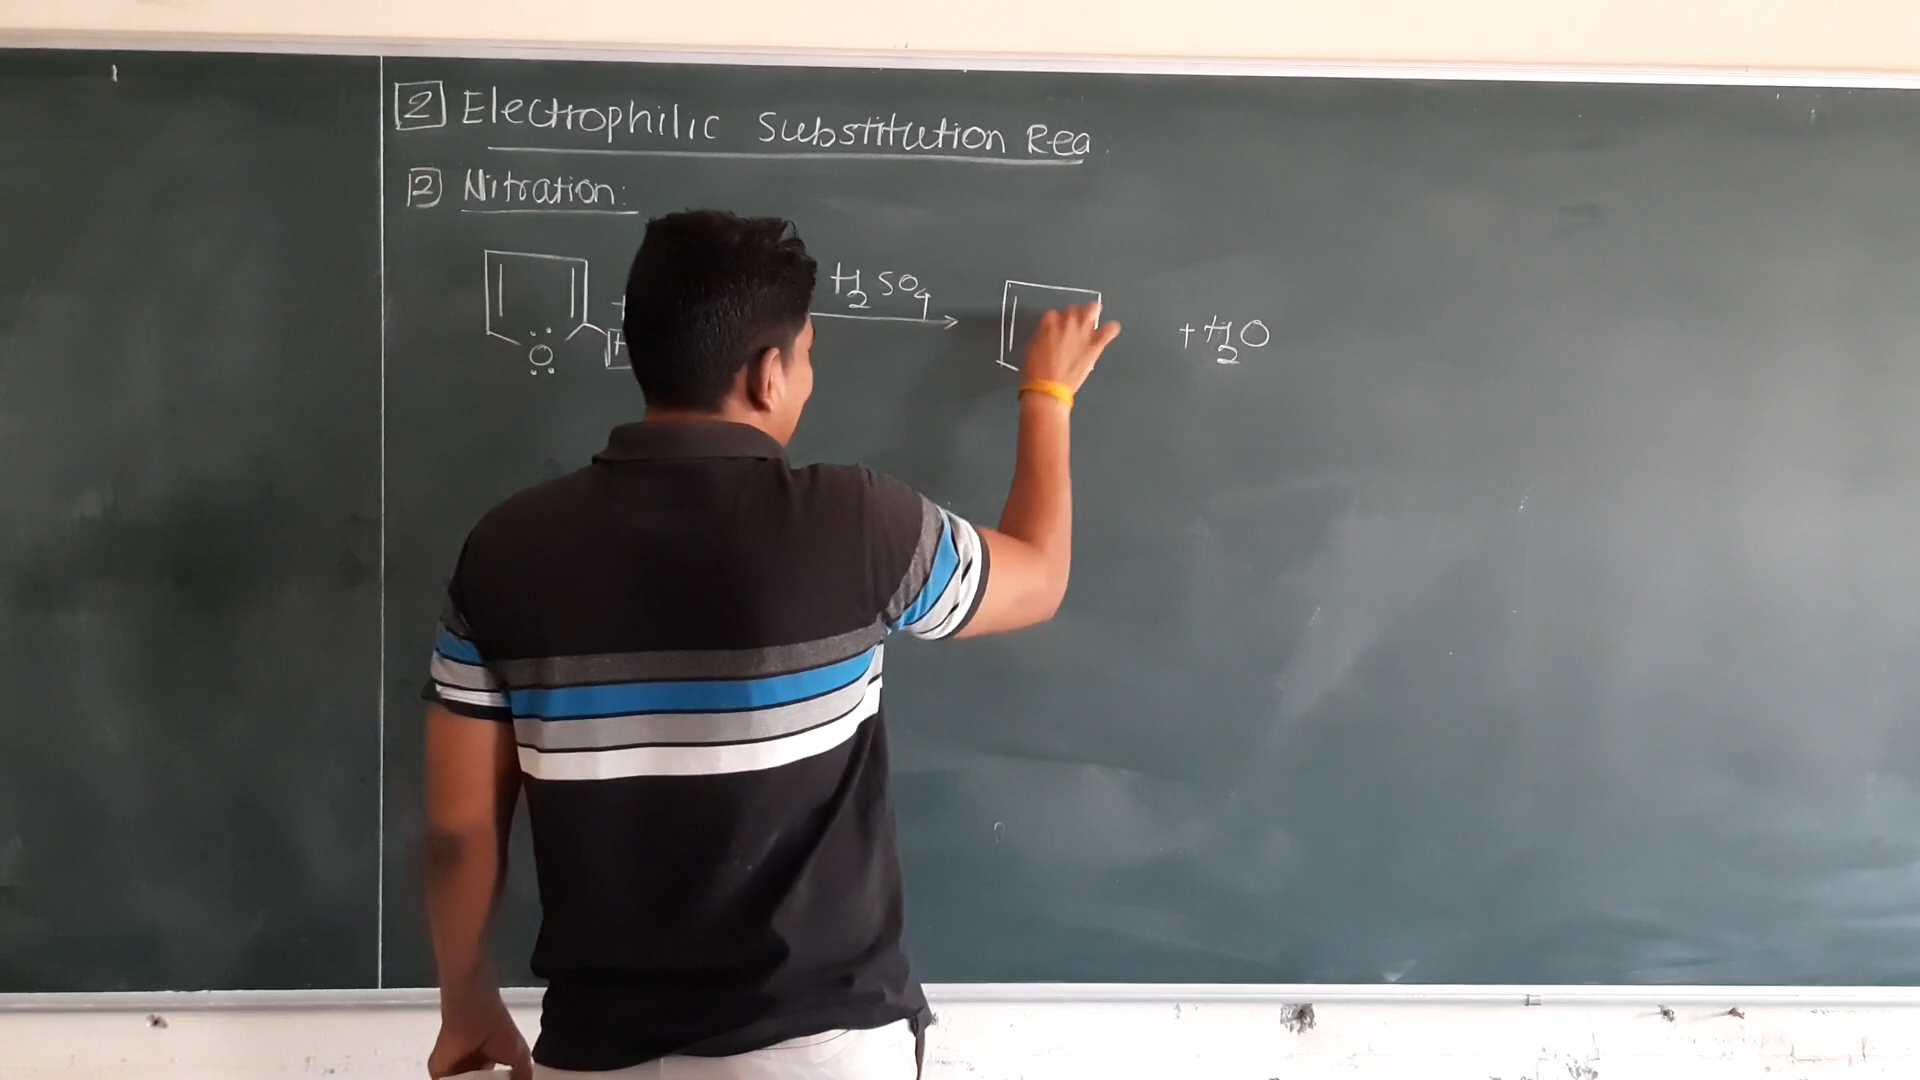 2 Electrophilic Substitution Rea
2 Nitration:
O + H H2SO4 + H2O